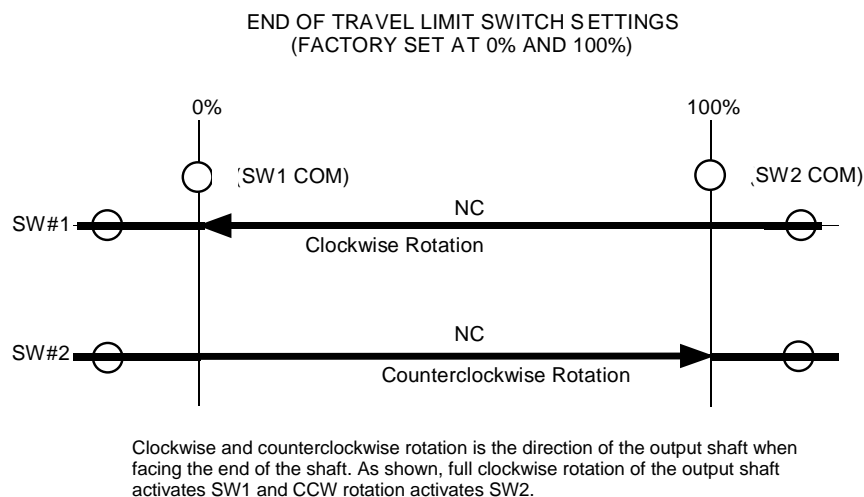 END OF TRAVEL LIMIT SWITCH SETTINGS
(FACTORY SET AT 0% AND 100%)
0%
100%
(SW1 COM)
(SW2 COM)
NC
SW#1
Clockwise Rotation
NC
SW#2
Counterclockwise Rotation
Clockwise and counterclockwise rotation is the direction of the output shaft when
facing the end of the shaft. As shown, full clockwise rotation of the output shaft
activates SW1 and CCW rotation activates SW2.